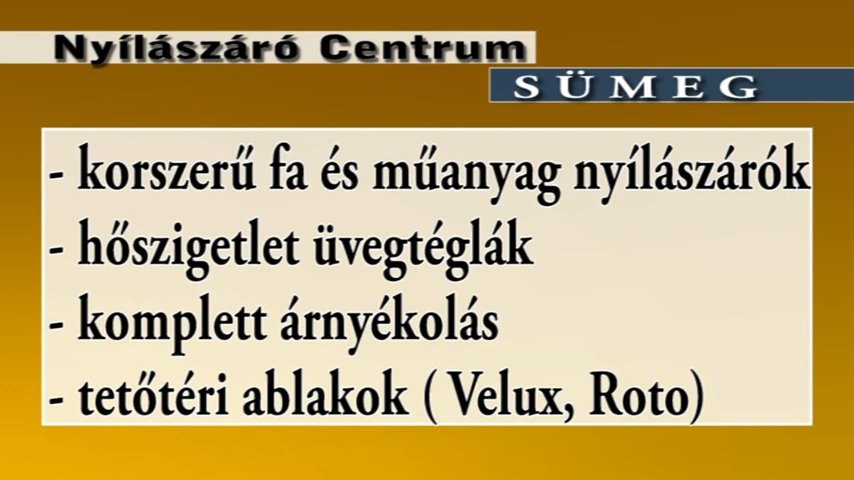 Nyílászáró Centrum
SÜMEG
- korszerű fa és műanyag nyílászárók
- hőszigetlet üvegtéglák
- komplett árnyékolás
- tetőtéri ablakok ( Velux, Roto)